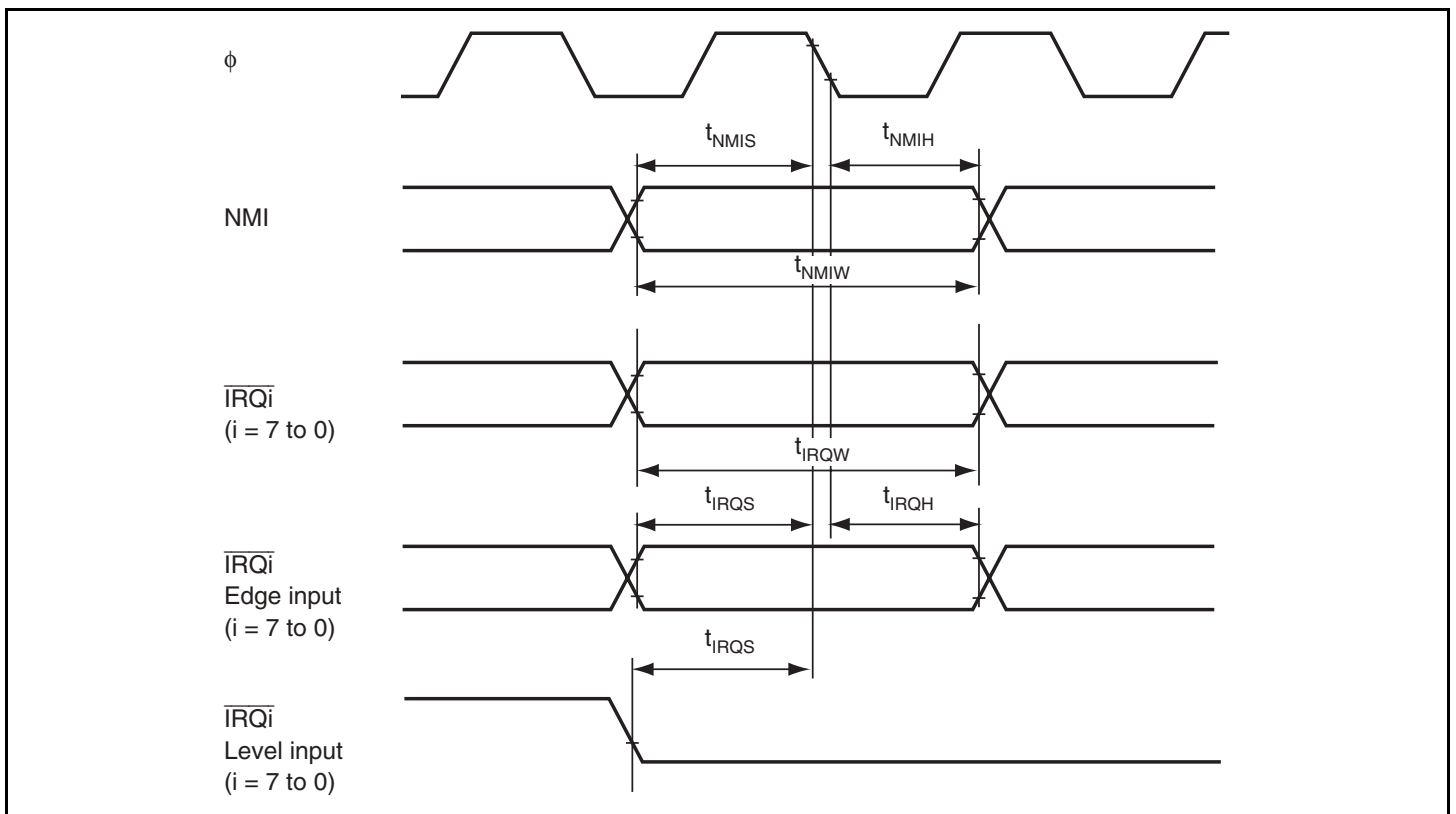 ϕ
tNMIS
tNMIH
NMI
tNMIW
IRQi
(i = 7 to 0)
tIRQW
tIRQS
tIRQH
IRQi
Edge input
(i = 7 to 0)
tIRQS
IRQi
Level input
(i = 7 to 0)